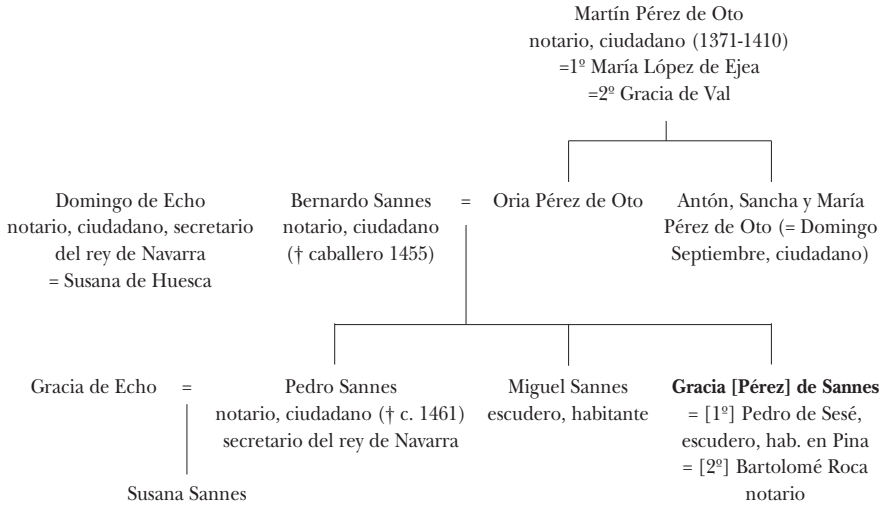 Martín Pérez de Oto
notario, ciudadano (1371-1410)
=1º María López de Ejea
=2º Gracia de Val
Domingo de Echo
notario, ciudadano, secretario
del rey de Navarra
= Susana de Huesca
Bernardo Sannes
notario, ciudadano
(† caballero 1455)
=
Oria Pérez de Oto
Antón, Sancha y María
Pérez de Oto (= Domingo
Septiembre, ciudadano)
Gracia de Echo
=
Pedro Sannes
notario, ciudadano († c. 1461)
secretario del rey de Navarra
Miguel Sannes
escudero, habitante
Gracia [Pérez] de Sannes
= [1º] Pedro de Sesé,
escudero, hab. en Pina
= [2º] Bartolomé Roca
notario
Susana Sannes